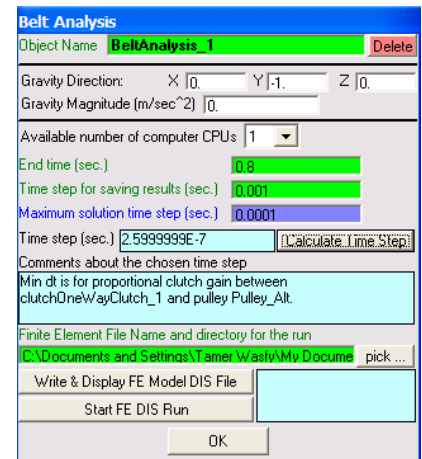 Belt Analysis
Object Name BeltAnalysis_1 Delete
Gravity Direction: X 0. Y -1. Z 0.
Gravity Magnitude (m/sec^2) 0.
Available number of computer CPUs 1
End time (sec.) 0.8
Time step for saving results (sec.) 0.001
Maximum solution time step (sec.) 0.0001
Time step (sec.) 2.5999999E-7 Calculate Time Step
Comments about the chosen time step
Min dt is for proportional clutch gain between
clutchOneWayClutch_1 and pulley Pulley_Alt.
Finite Element File Name and directory for the run
C:\Documents and Settings\Tamer Wasfy\My Docume pick ...
Write & Display FE Model DIS File
Start FE DIS Run
OK